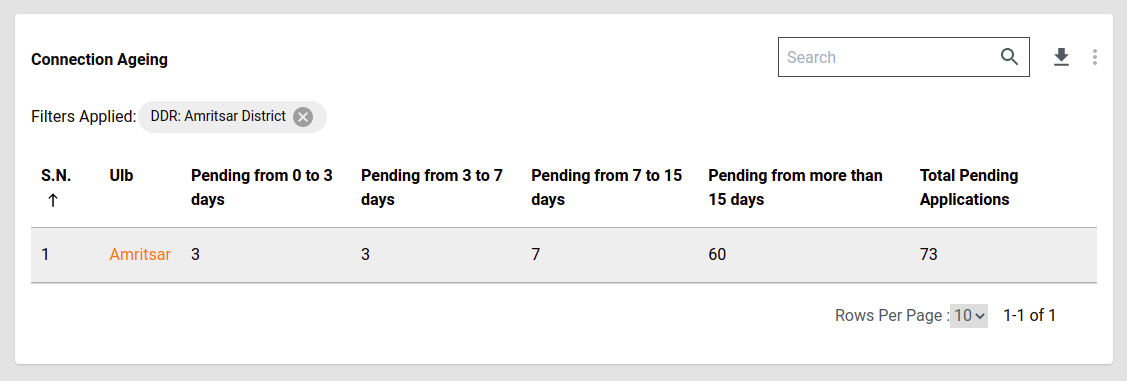 Connection Ageing
Search
Filters Applied: DDR: Amritsar District
S.N. Ulb Pending from 0 to 3 days Pending from 3 to 7 days Pending from 7 to 15 days Pending from more than 15 days Total Pending Applications
1 Amritsar 3 3 7 60 73
Rows Per Page : 10 1-1 of 1